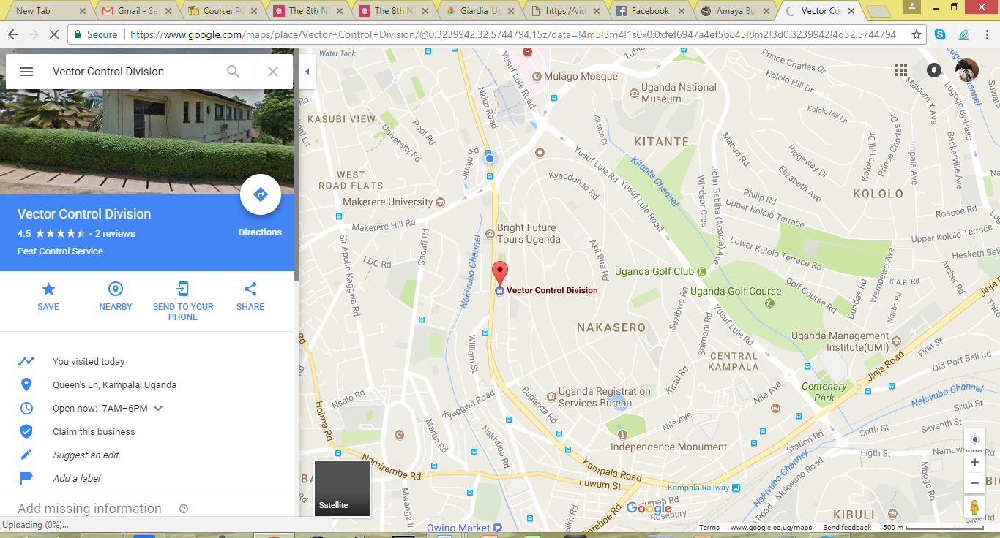 New Tab
Gmail - Se
Course: PG
The 8th NT
The 8th NT
Giardia_Ug
https://vid
Facebook
Amaya Bu
Vector Co
Secure
https://www.google.com/maps/place/Vector+Control+Division/@0.3239942,32.5744794,15z/data=!4m5!3m4!1s0x0:0xfef6947a4ef5b845!8m2!3d0.3239942!4d32.5744794
Vector Control Division
Vector Control Division
4.5
· 2 reviews
Directions
Pest Control Service
SAVE
NEARBY
SEND TO YOUR
PHONE
SHARE
You visited today
Queen's Ln, Kampala, Uganda
Open now: 7AM–6PM
Claim this business
Suggest an edit
Add a label
Add missing information
Uploading (0%)...
Satellite
Water Tank
Yusuf Lule Road
Mulago Mosque
Prince Charles Dr
Kololo Hill Dr
Malcom X Ave
Lugogo By-Pass
Channel
Uganda National
Museum
Nkizi Road
KASUBI VIEW
Pool Rd
University Rd
Kitante Cl
KITANTE
Kololo Hill Ln
Mabua Rd
Ridgeway Dr
Elizabeth Ave
Kololo Hill Dr
Prince Charles
Impala Ave
Baskerville Ave
Jjunju Rd
WEST
ROAD FLATS
Kyaddondo Rd
Yusuf Lule Rd
Kitante Channel
Windsor Cres
John Babiha (Acacia) Ave
Philip Rd
KOLOLO
Makerere University
Upper Kololo Terrace
Roscoe Rd
Makerere Hill Rd
Sir Apollo Kaggwa Rd
Gadafi Rd
LDC Rd
Nakivubo Channel
Bright Future
Tours Uganda
Akii Bua Rd
Yusuf Lule Road
Lower Kololo Terrace Rd
Upper Kololo Terrace
Hesketh Bell
Archer Rd
Wampewo Ave
K.A.R. Rd
Uganda Golf Club
Golf Course Rd
Dundas Rd
Ngabo Rd
Jinja Rd
Vector Control Division
Uganda Golf Course
NAKASERO
Sezibwa Rd
Shimoni Rd
Yusuf Lule Rd
Uganda Management
Institute(UMI)
First St
William St
CENTRAL
KAMPALA
Jinja Road
Old Port Bell Rd
Kintu Rd
Nile Ave
Centenary
Park
Nakivubo Channel
Sixth St
Hoima Rd
Nsalo Rd
Kyaggwe Road
Buganda Rd
Uganda Registration
Services Bureau
Nile Ave
Sixth St
Seventh St
Martin Rd
Nakivubo Rd
Independence Monument
Station Rd
Eigth St
Namirembe Rd
Kampala Road
Luwum St
Kampala Railway
Nakivubo Channel
Mukwano Road
Mbogo Rd
Mwanga II
Entebbe Rd
Rosebery
KIBULI
Owino Market
Google
Terms
www.google.co.ug/maps
Send feedback
500 m